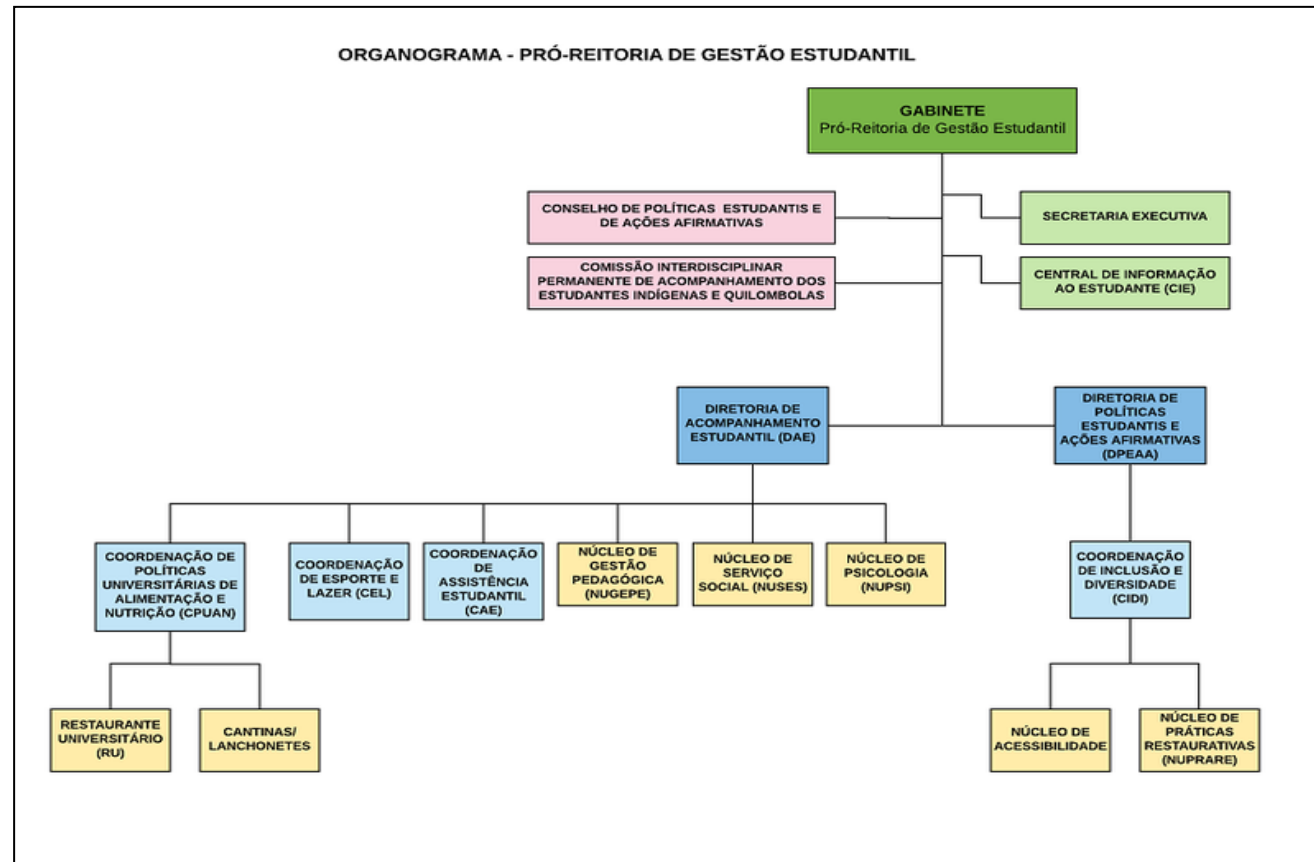 ORGANOGRAMA - PRÓ-REITORIA DE GESTÃO ESTUDANTIL
GABINETE
Pró-Reitoria de Gestão Estudantil
CONSELHO DE POLÍTICAS ESTUDANTIS E
DE AÇÕES AFIRMATIVAS
SECRETARIA EXECUTIVA
COMISSÃO INTERDISCIPLINAR
PERMANENTE DE ACOMPANHAMENTO DOS
ESTUDANTES INDÍGENAS E QUILOMBOLAS
CENTRAL DE INFORMAÇÃO
AO ESTUDANTE (CIE)
DIRETORIA DE
ACOMPANHAMENTO
ESTUDANTIL (DAE)
DIRETORIA DE
POLÍTICAS
ESTUDANTIS E
AÇÕES AFIRMATIVAS
(DPEAA)
COORDENAÇÃO DE
POLÍTICAS
UNIVERSITÁRIAS DE
ALIMENTAÇÃO E
NUTRIÇÃO (CPUAN)
COORDENAÇÃO
DE ESPORTE E
LAZER (CEL)
COORDENAÇÃO
DE
ASSISTÊNCIA
ESTUDANTIL
(CAE)
NÚCLEO DE
GESTÃO
PEDAGÓGICA
(NUGEPE)
NÚCLEO DE
SERVIÇO
SOCIAL (NUSES)
NÚCLEO DE
PSICOLOGIA
(NUPSI)
COORDENAÇÃO
DE INCLUSÃO E
DIVERSIDADE
(CIDI)
RESTAURANTE
UNIVERSITÁRIO
(RU)
CANTINAS/
LANCHONETES
NÚCLEO DE
ACESSIBILIDADE
NÚCLEO DE
PRÁTICAS
RESTAURATIVAS
(NUPRARE)